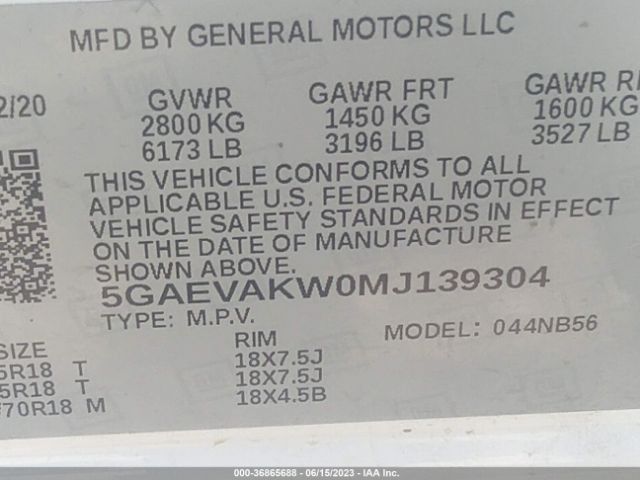 MFD BY GENERAL MOTORS LLC
2/20 GVWR GAWR FRT GAWR R
2800 KG 1450 KG 1600 KG
6173 LB 3196 LB 3527 LB
THIS VEHICLE CONFORMS TO ALL
APPLICABLE U.S. FEDERAL MOTOR
VEHICLE SAFETY STANDARDS IN EFFECT
ON THE DATE OF MANUFACTURE
SHOWN ABOVE.
5GAEVAKW0MJ139304
TYPE: M.P.V. MODEL: 044NB56
SIZE RIM
5R18 T 18X7.5J
5R18 T 18X7.5J
70R18 M 18X4.5B
000-36865688 - 06/15/2023 - IAA Inc.